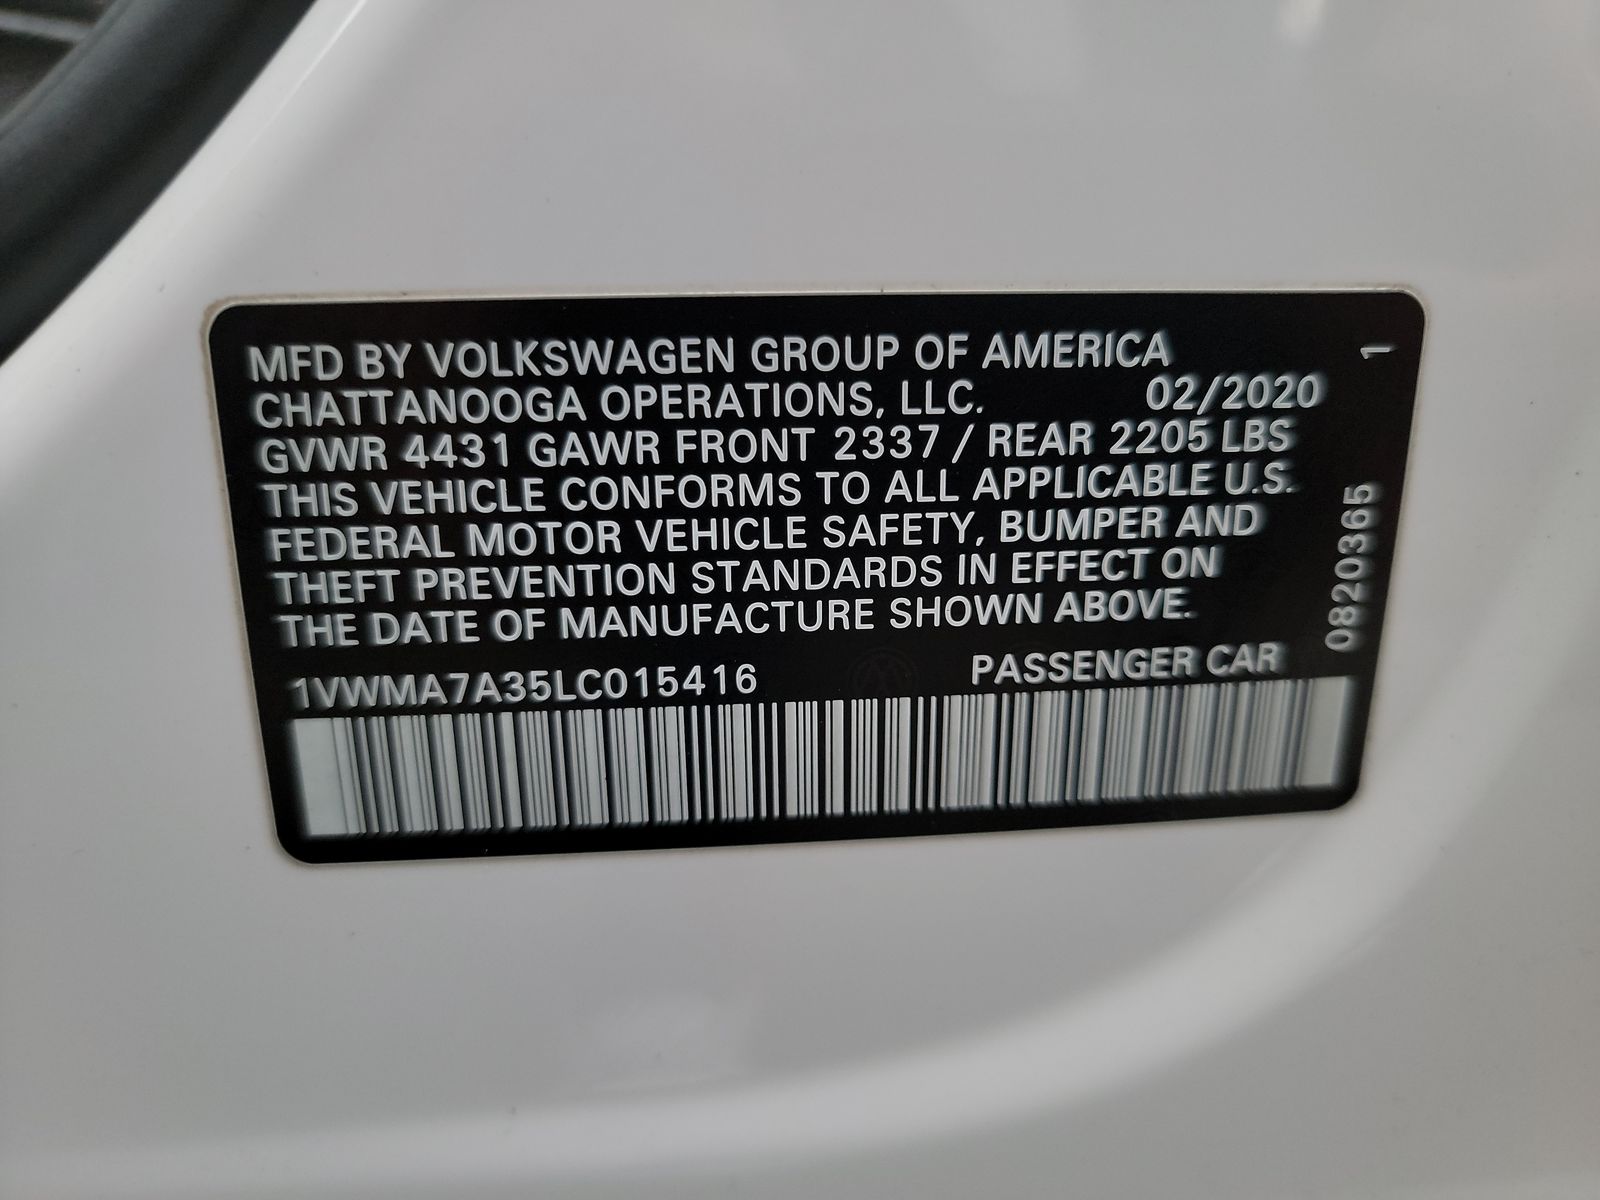 MFD BY VOLKSWAGEN GROUP OF AMERICA
CHATTANOOGA OPERATIONS, LLC. 02/2020
GVWR 4431 GAWR FRONT 2337 / REAR 2205 LBS
THIS VEHICLE CONFORMS TO ALL APPLICABLE U.S.
FEDERAL MOTOR VEHICLE SAFETY, BUMPER AND
THEFT PREVENTION STANDARDS IN EFFECT ON
THE DATE OF MANUFACTURE SHOWN ABOVE.
1VWMA7A35LC015416 PASSENGER CAR
0820365 1